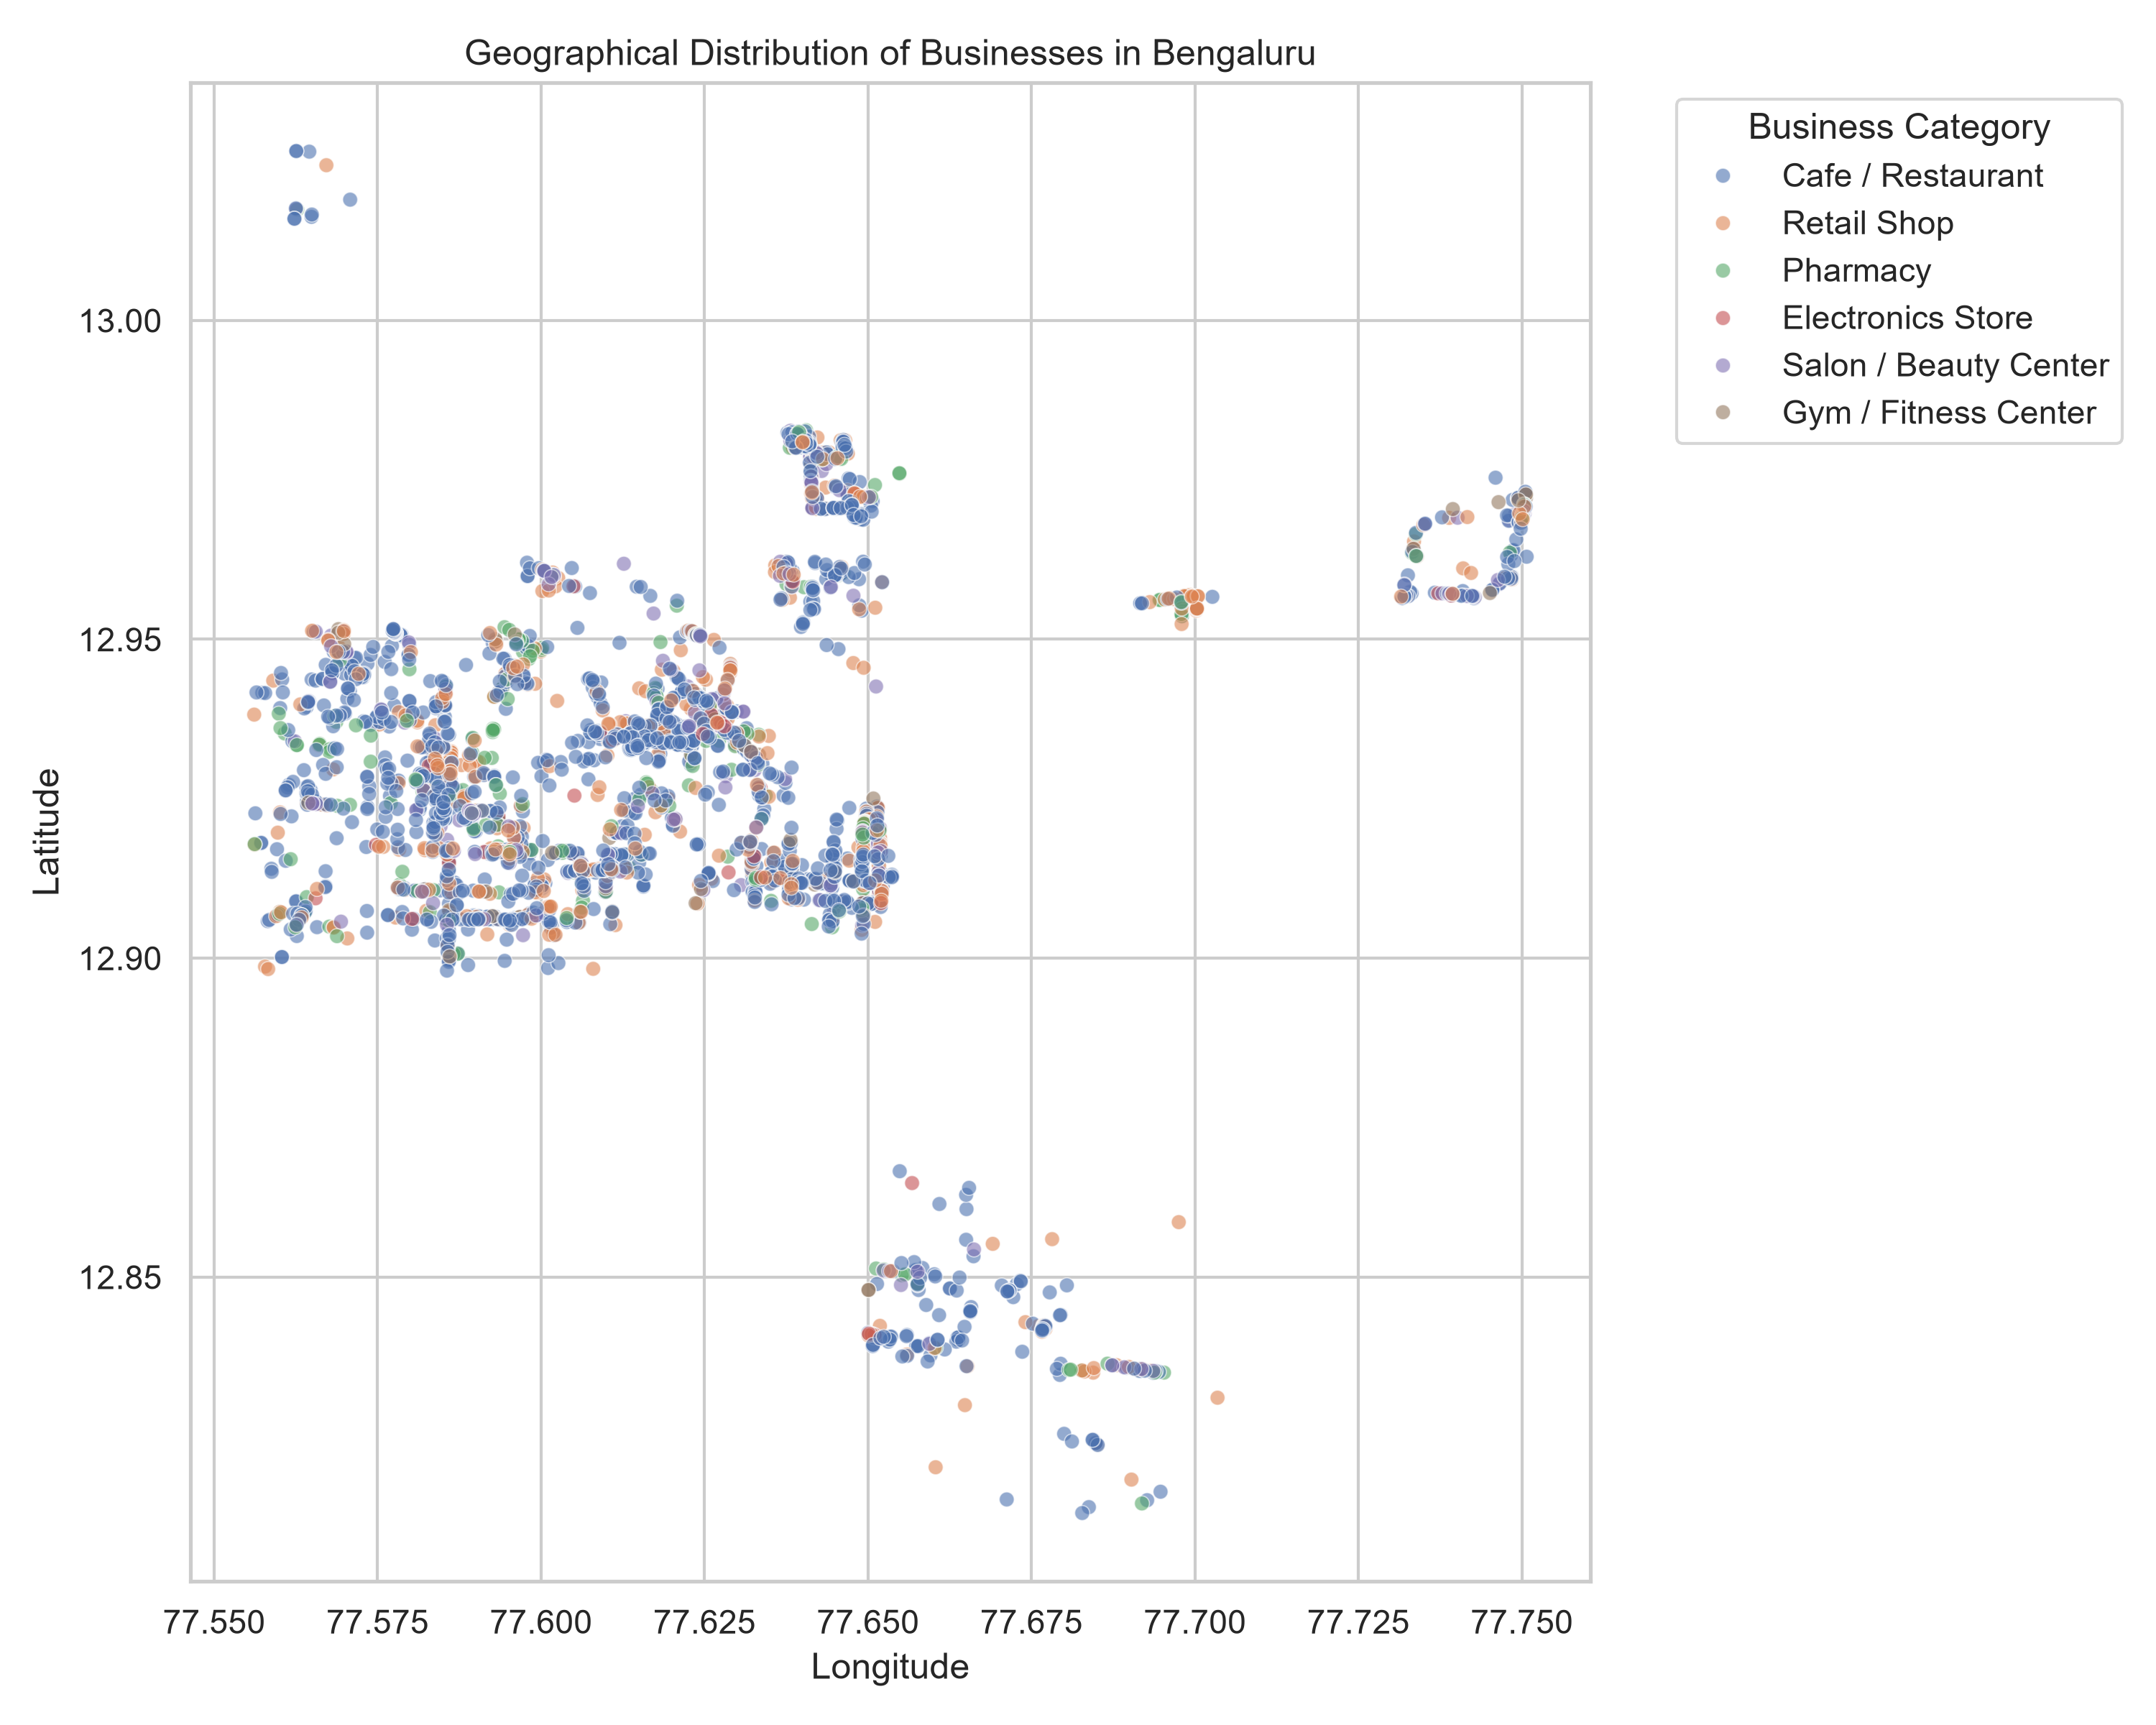 Geographical Distribution of Businesses in Bengaluru
Business Category
Cafe / Restaurant
Retail Shop
Pharmacy
Electronics Store
Salon / Beauty Center
Gym / Fitness Center
Latitude
13.00
12.95
12.90
12.85
77.550 77.575 77.600 77.625 77.650 77.675 77.700 77.725 77.750
Longitude